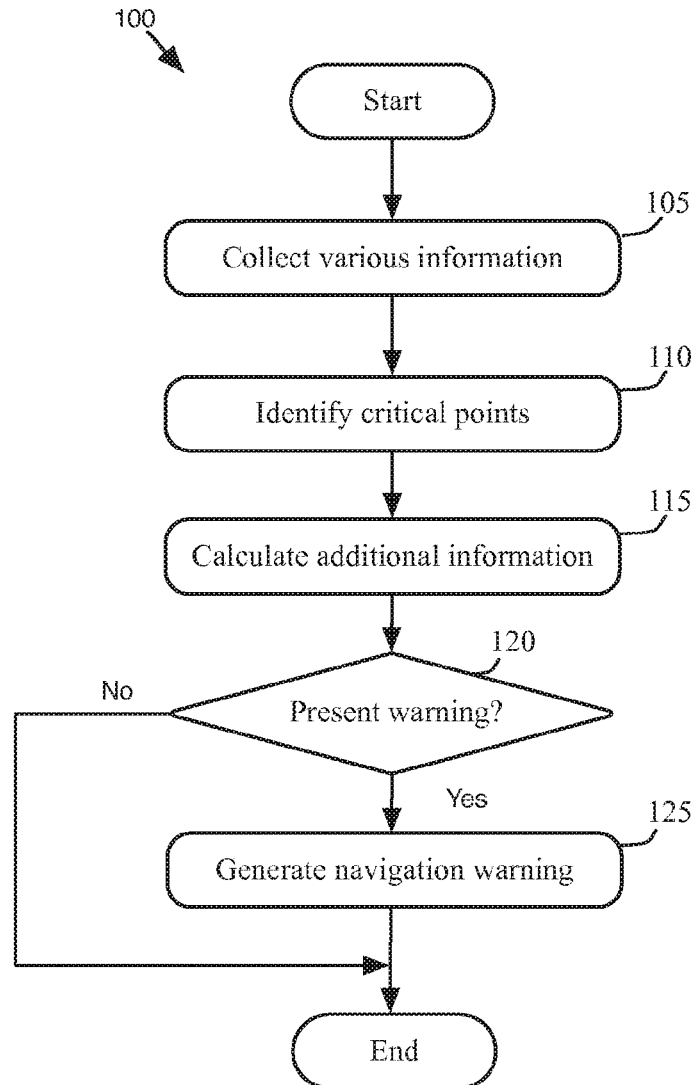 100
Start
105
Collect various information
110
Identify critical points
115
Calculate additional information
120
No
Present warning?
Yes
125
Generate navigation warning
End